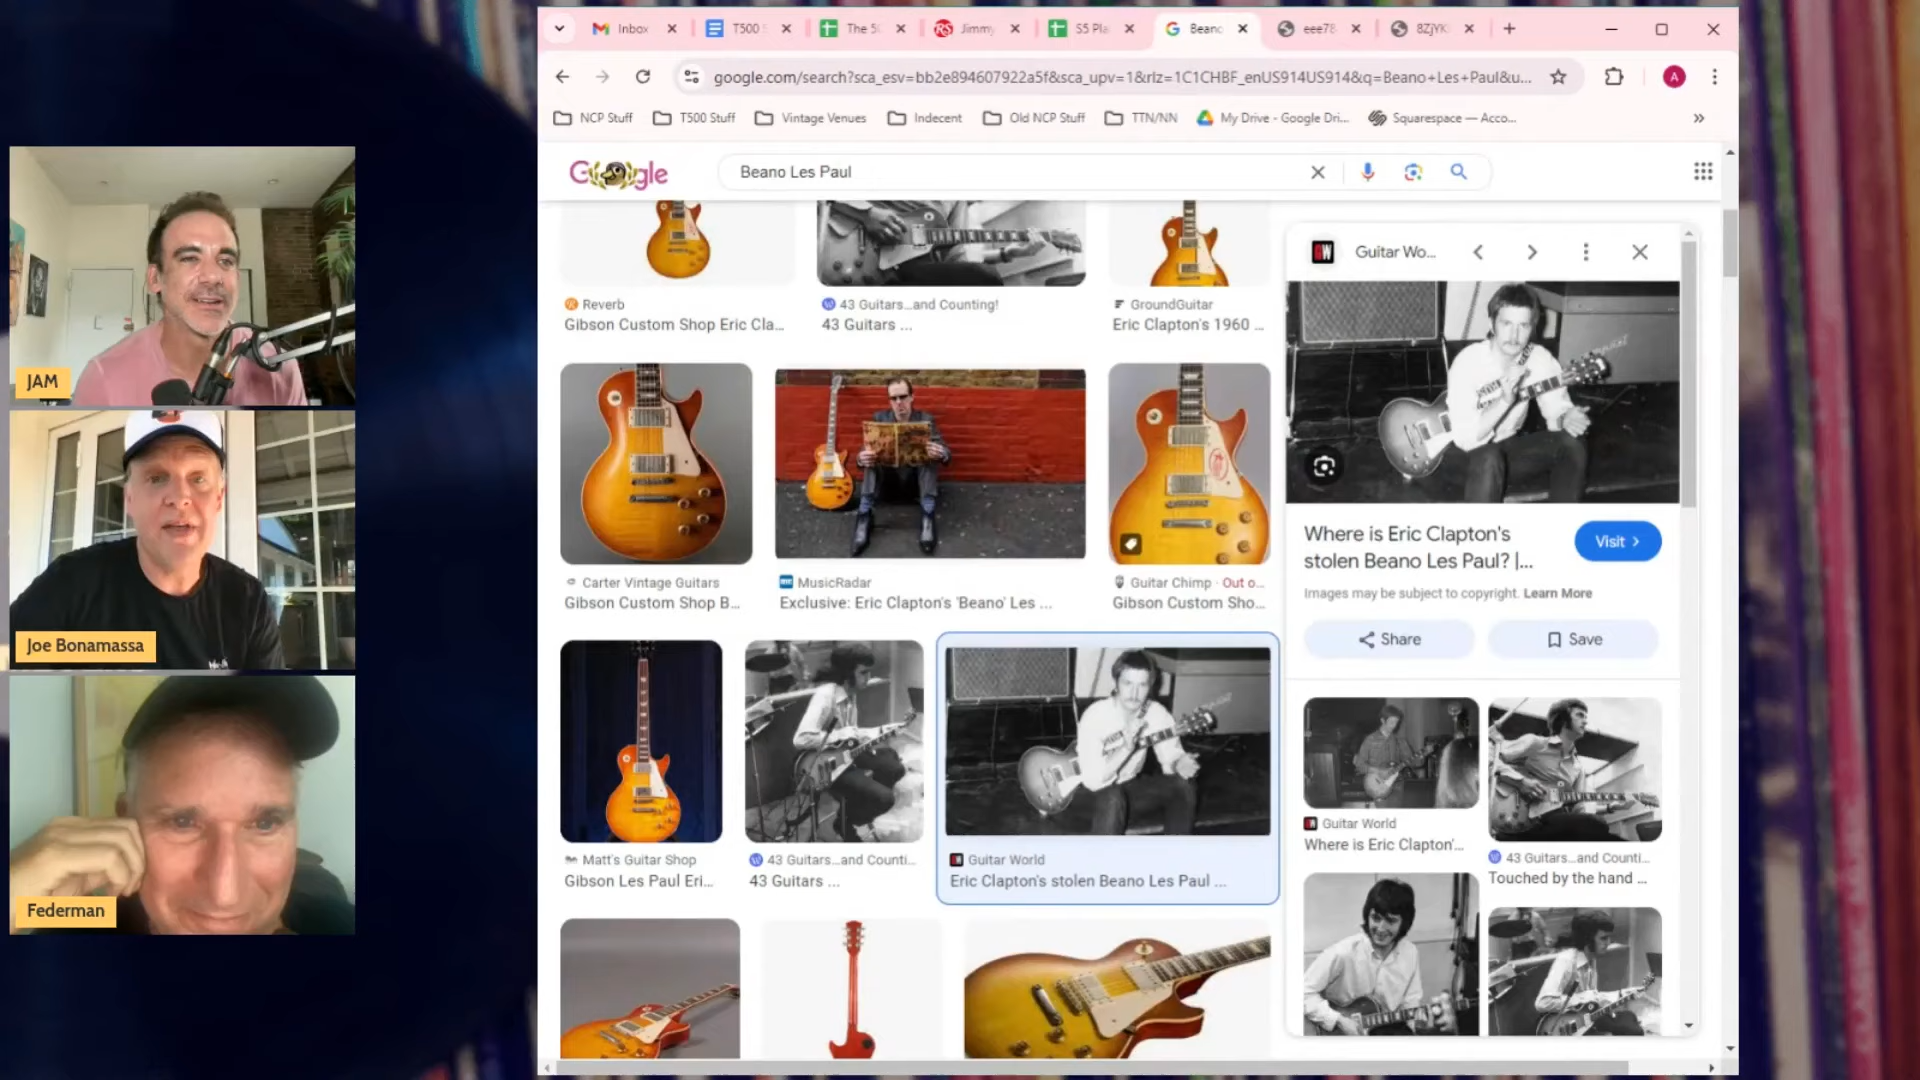 Inbox
T500 S
The 50
Jimmy
S5 Pla
Beano
eee78
8ZjYK
google.com/search?sca_esv=bb2e894607922a5f&sca_upv=1&rlz=1C1CHBF_enUS914US914&q=Beano+Les+Paul&u...
A
NCP Stuff
T500 Stuff
Vintage Venues
Indecent
Old NCP Stuff
TTN/NN
My Drive - Google Dri...
Squarespace — Acco...
Google
Beano Les Paul
Reverb
Gibson Custom Shop Eric Cla...
43 Guitars...and Counting!
43 Guitars ...
GroundGuitar
Eric Clapton's 1960 ...
Carter Vintage Guitars
Gibson Custom Shop B...
MusicRadar
Exclusive: Eric Clapton's 'Beano' Les ...
Guitar Chimp · Out o...
Gibson Custom Sho...
Matt's Guitar Shop
Gibson Les Paul Eri...
43 Guitars...and Counti...
43 Guitars ...
Guitar World
Eric Clapton's stolen Beano Les Paul ...
GW
Guitar Wo...
Where is Eric Clapton's
stolen Beano Les Paul? |...
Visit
Images may be subject to copyright. Learn More
Share
Save
Guitar World
Where is Eric Clapton'...
43 Guitars...and Counti...
Touched by the hand ...
JAM
Joe Bonamassa
Federman